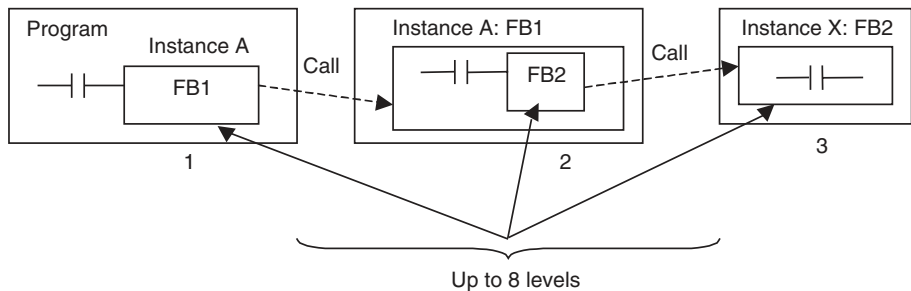 Program
Instance A
FB1
Call
1
Instance A: FB1
FB2
Call
2
Instance X: FB2
3
Up to 8 levels